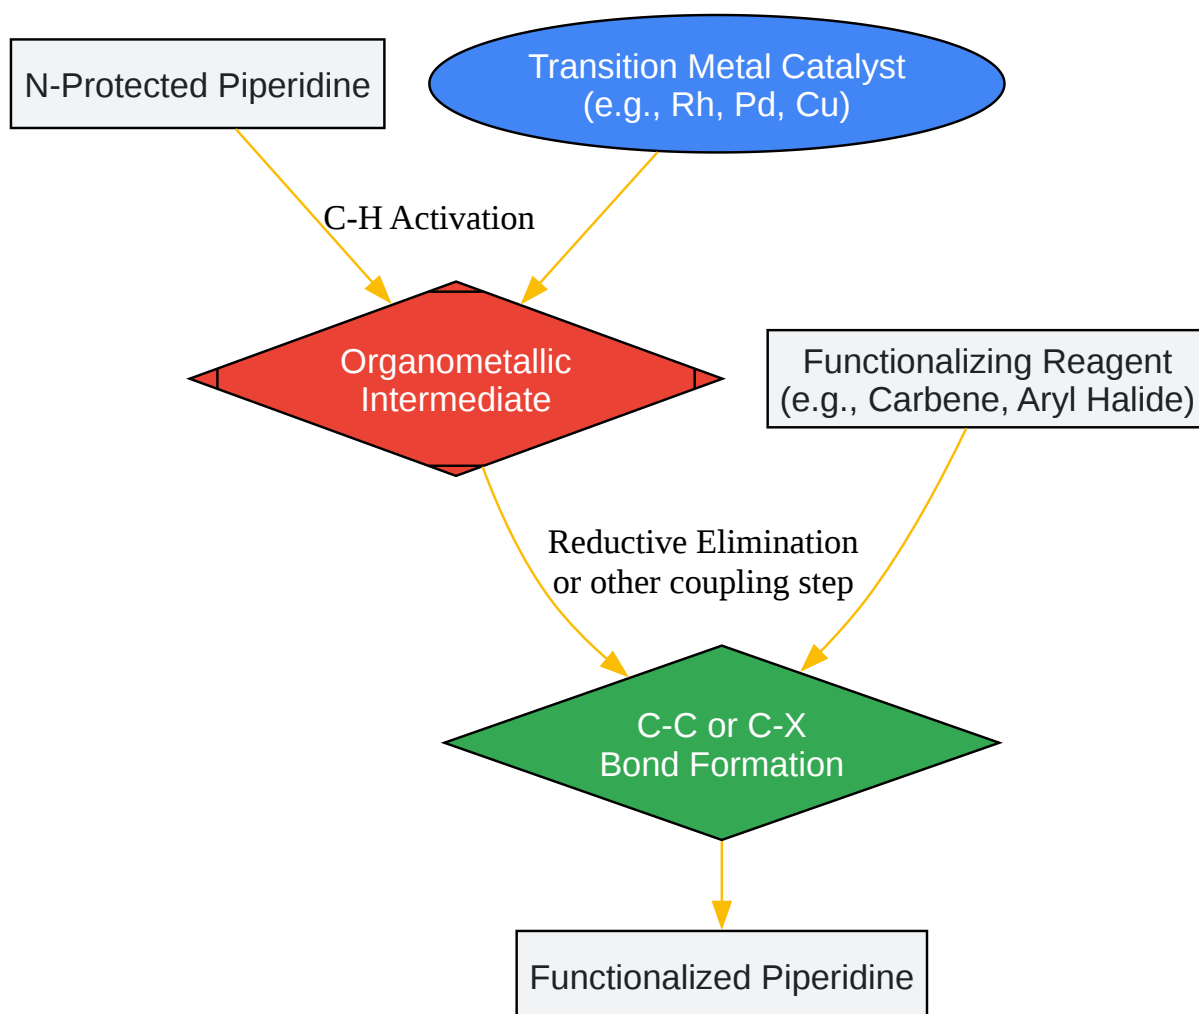 N-Protected Piperidine
Transition Metal Catalyst
(e.g., Rh, Pd, Cu)
C-H Activation
Organometallic
Intermediate
Functionalizing Reagent
(e.g., Carbene, Aryl Halide)
Reductive Elimination
or other coupling step
C-C or C-X
Bond Formation
Functionalized Piperidine